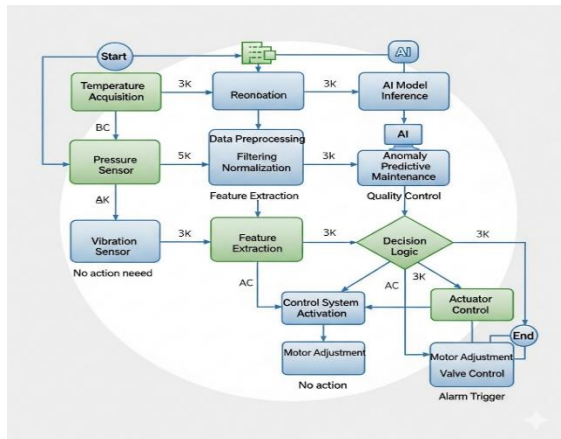 Start
AI
Temperature
Acquisition
3K
Reonbation
3K
AI Model
Inference
BC
AI
Pressure
Sensor
5K
Data Preprocessing
Filtering
Normalization
3k
Anomaly
Predictive
Maintenance
ΔK
Feature Extraction
Quality Control
Vibration
Sensor
3K
Feature
Extraction
3K
Decision
Logic
3K
No action neeed
AC
AC
3K
Control System
Activation
Actuator
Control
End
Motor Adjustment
Motor Adjustment
Valve Control
No action
Alarm Trigger